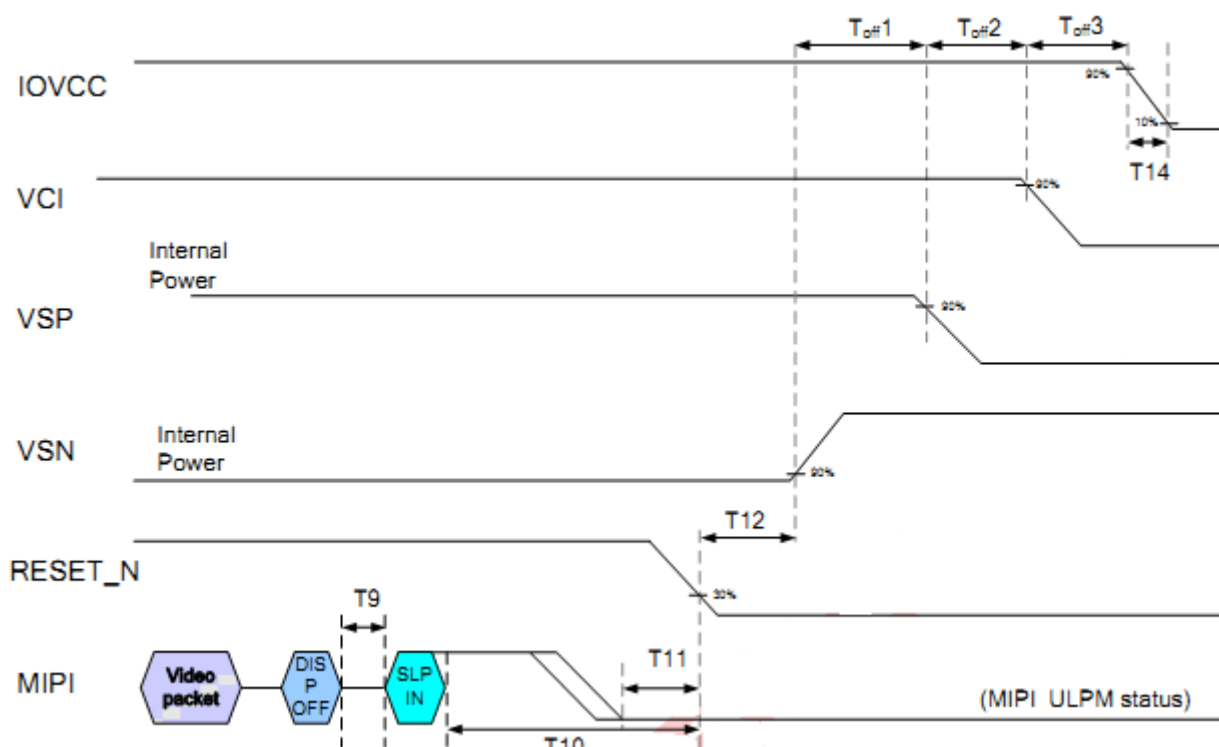 Toff1
Toff2
Toff3
IOVCC
90%
10%
T14
VCI
90%
Internal
Power
VSP
90%
Internal
Power
VSN
90%
T12
RESET_N
30%
T9
MIPI
Video
packet
DIS
P
OFF
SLP
IN
T11
(MIPI ULPM status)
T10